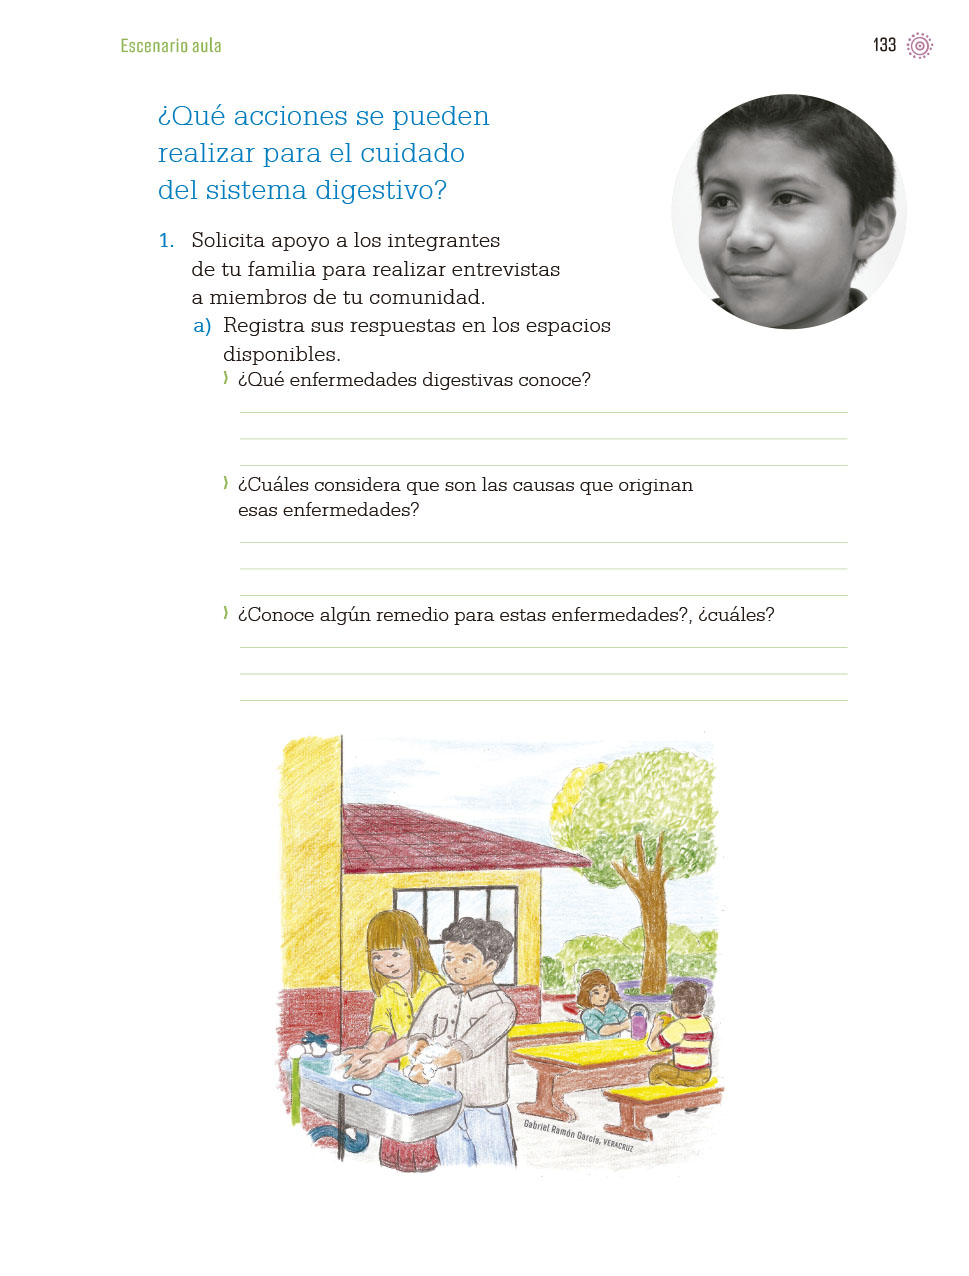 Escenario aula
133
¿Qué acciones se pueden
realizar para el cuidado
del sistema digestivo?
1. Solicita apoyo a los integrantes
de tu familia para realizar entrevistas
a miembros de tu comunidad.
a) Registra sus respuestas en los espacios
disponibles.
¿Qué enfermedades digestivas conoce?
¿Cuáles considera que son las causas que originan
esas enfermedades?
¿Conoce algún remedio para estas enfermedades?, ¿cuáles?
Gabriel Ramón García, VERACRUZ